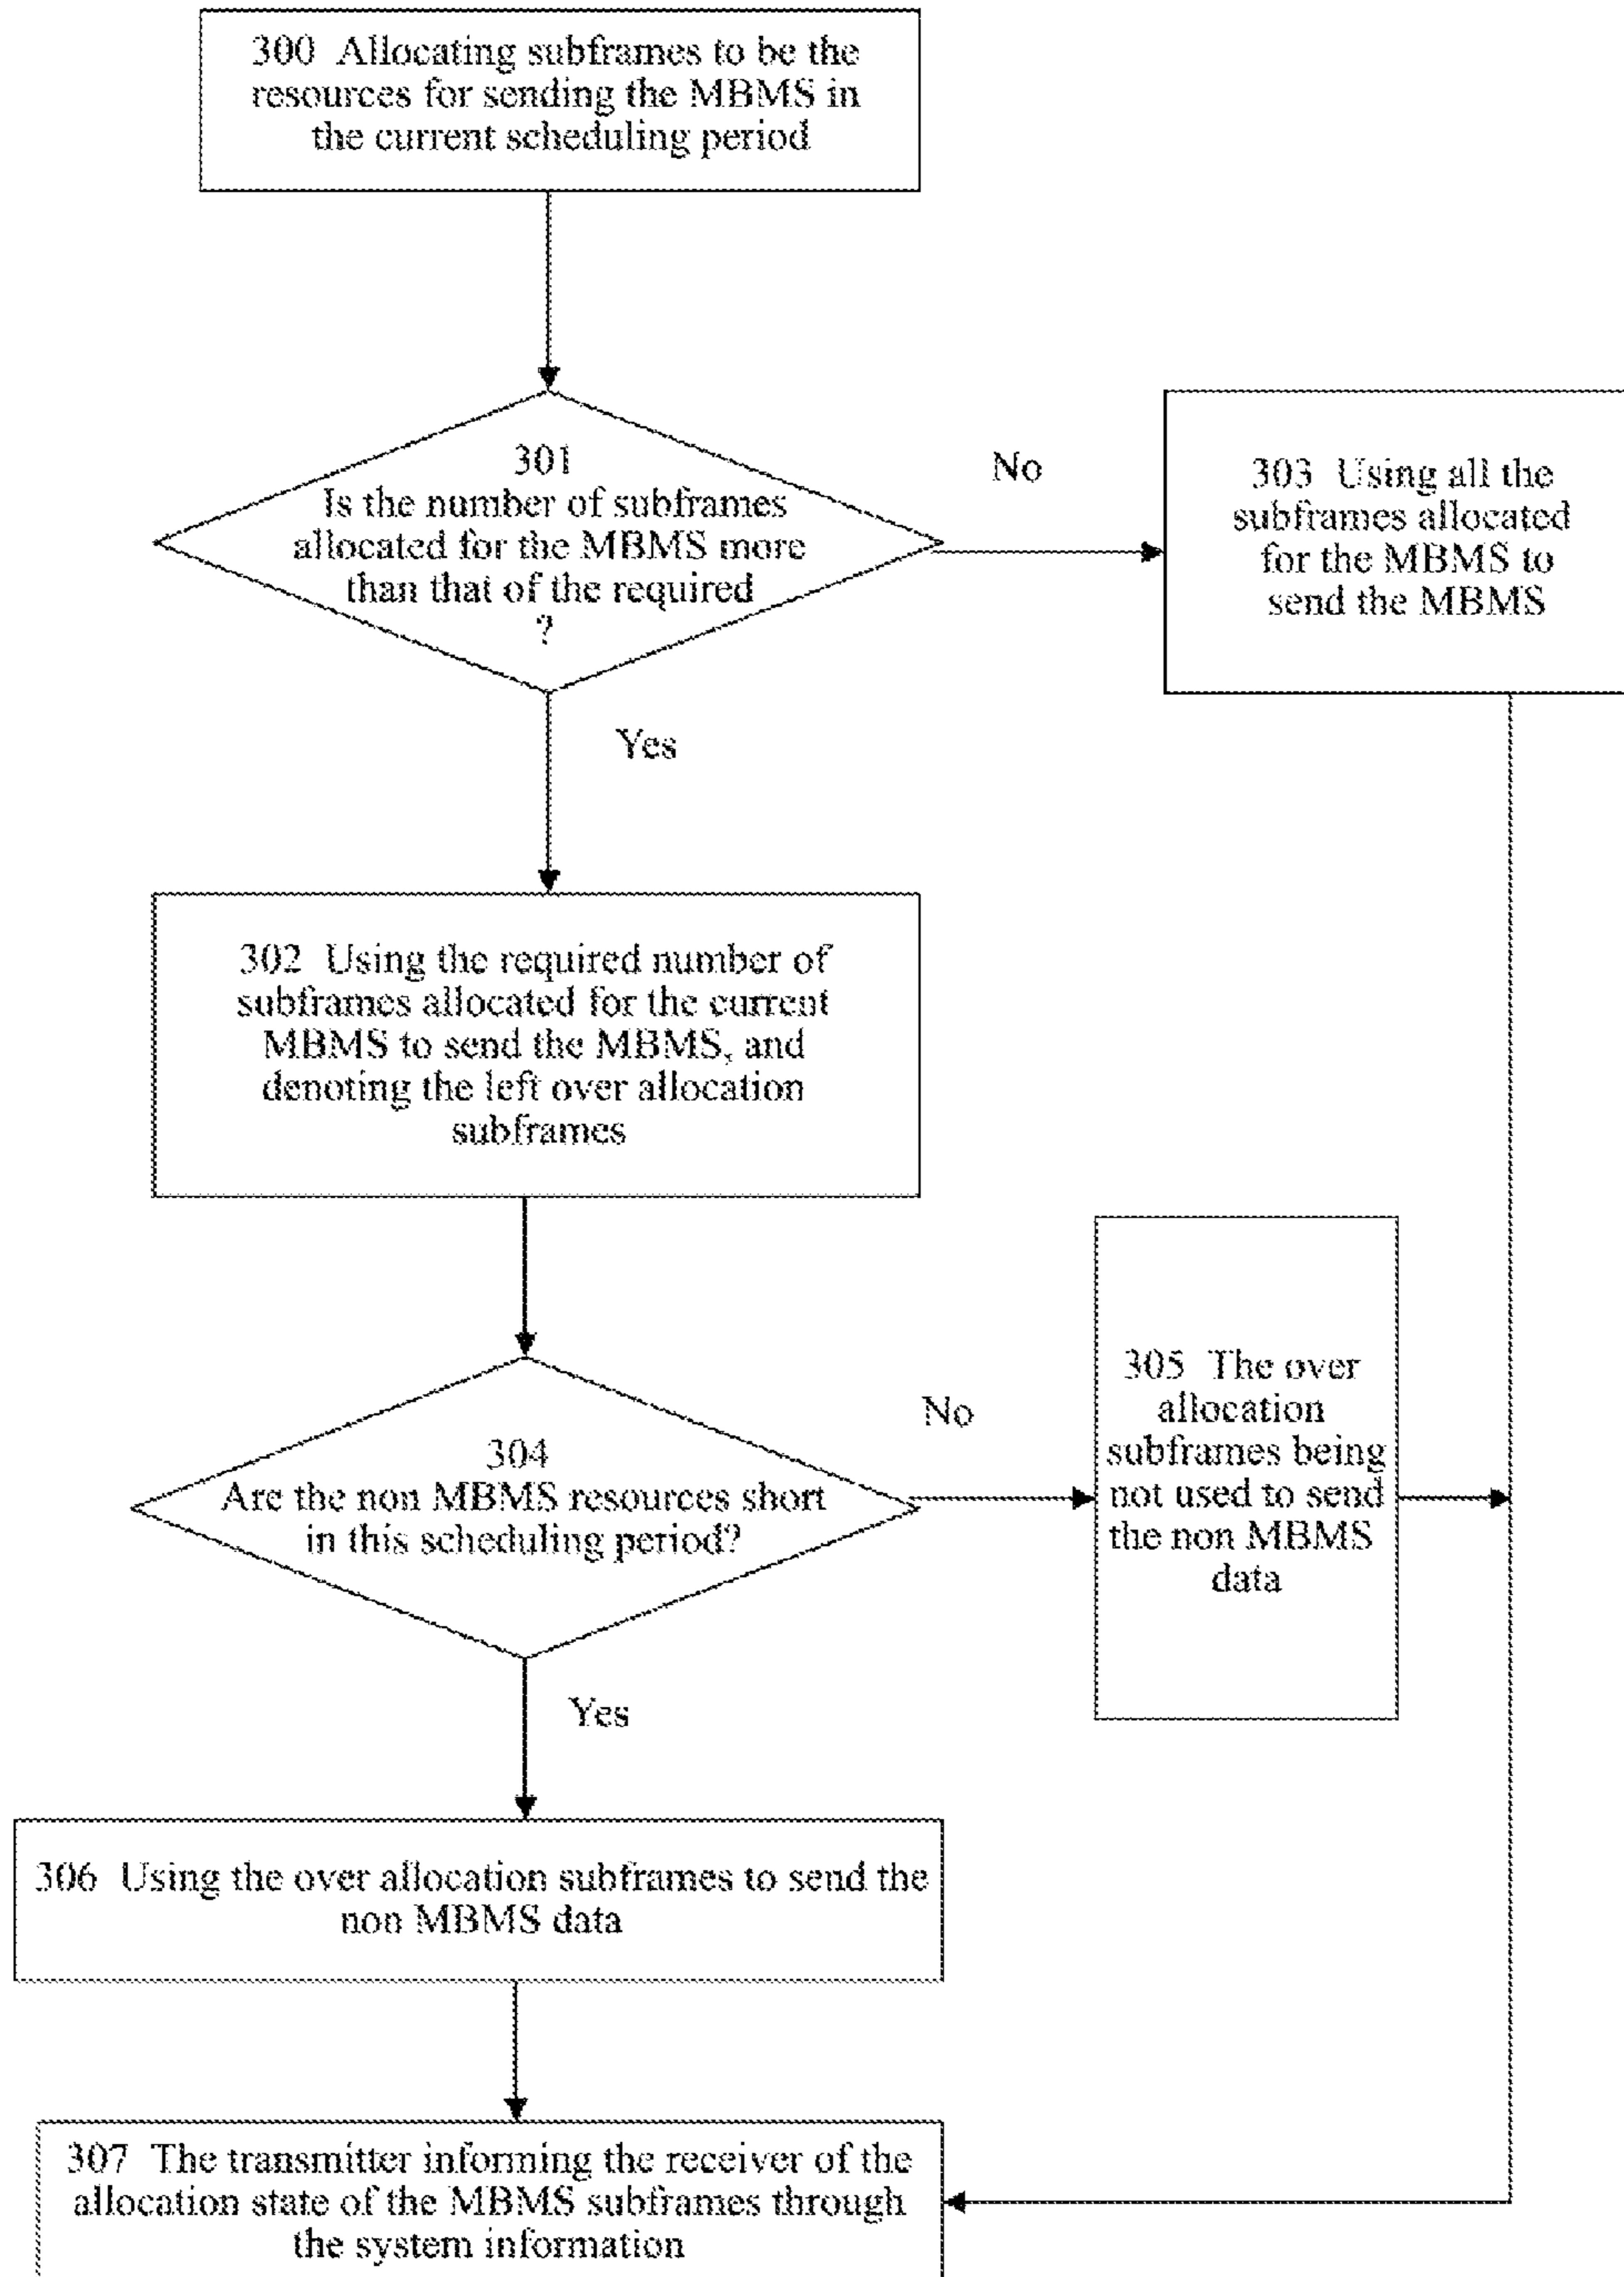 300 Allocating subframes to be the
resources for sending the MBMS in
the current scheduling period
301
Is the number of subframes
allocated for the MBMS more
than that of the required
?
No
303 Using all the
subframes allocated
for the MBMS to
send the MBMS
Yes
302 Using the required number of
subframes allocated for the current
MBMS to send the MBMS, and
denoting the left over allocation
subframes
304
Are the non MBMS resources short
in this scheduling period?
No
305 The over
allocation
subframes being
not used to send
the non MBMS
data
Yes
306 Using the over allocation subframes to send the
non MBMS data
307 The transmitter informing the receiver of the
allocation state of the MBMS subframes through
the system information